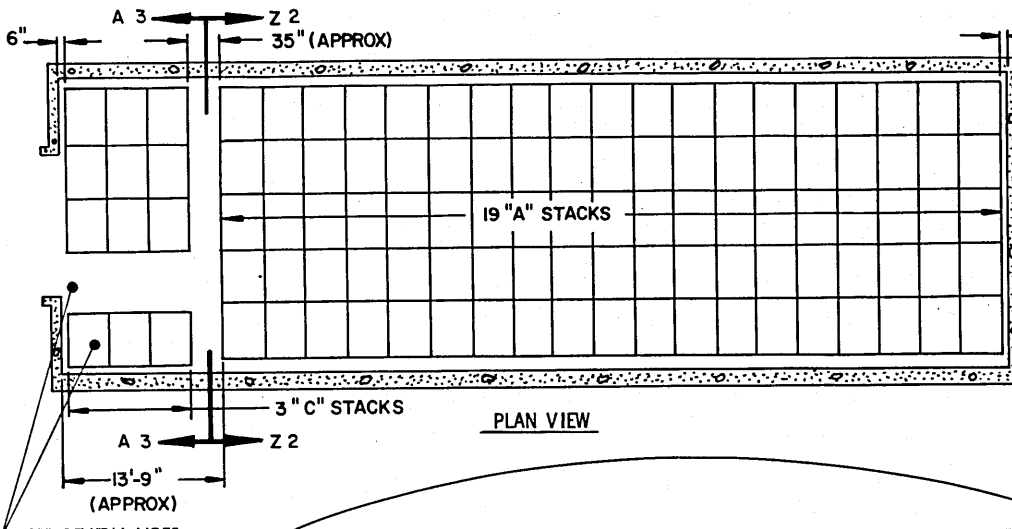 A 3 Z 2
6" 35" (APPROX)
19 "A" STACKS
3 "C" STACKS
PLAN VIEW
A 3 Z 2
13'-9"
(APPROX)